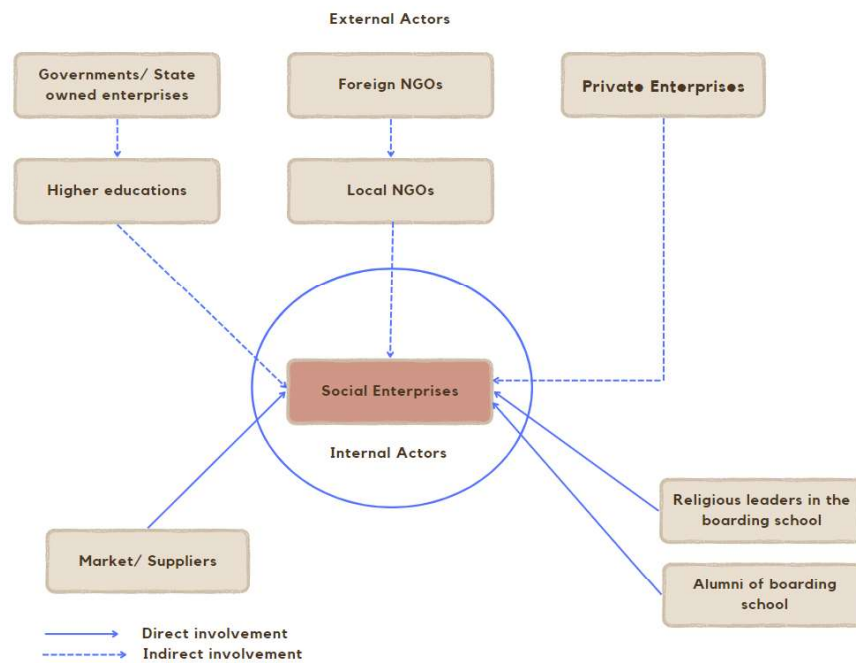 External Actors
Governments/ State
owned enterprises
Foreign NGOs
Private Enterprises
Higher educations
Local NGOs
Social Enterprises
Internal Actors
Market/ Suppliers
Religious leaders in the
boarding school
Alumni of boarding
school
Direct involvement
Indirect involvement